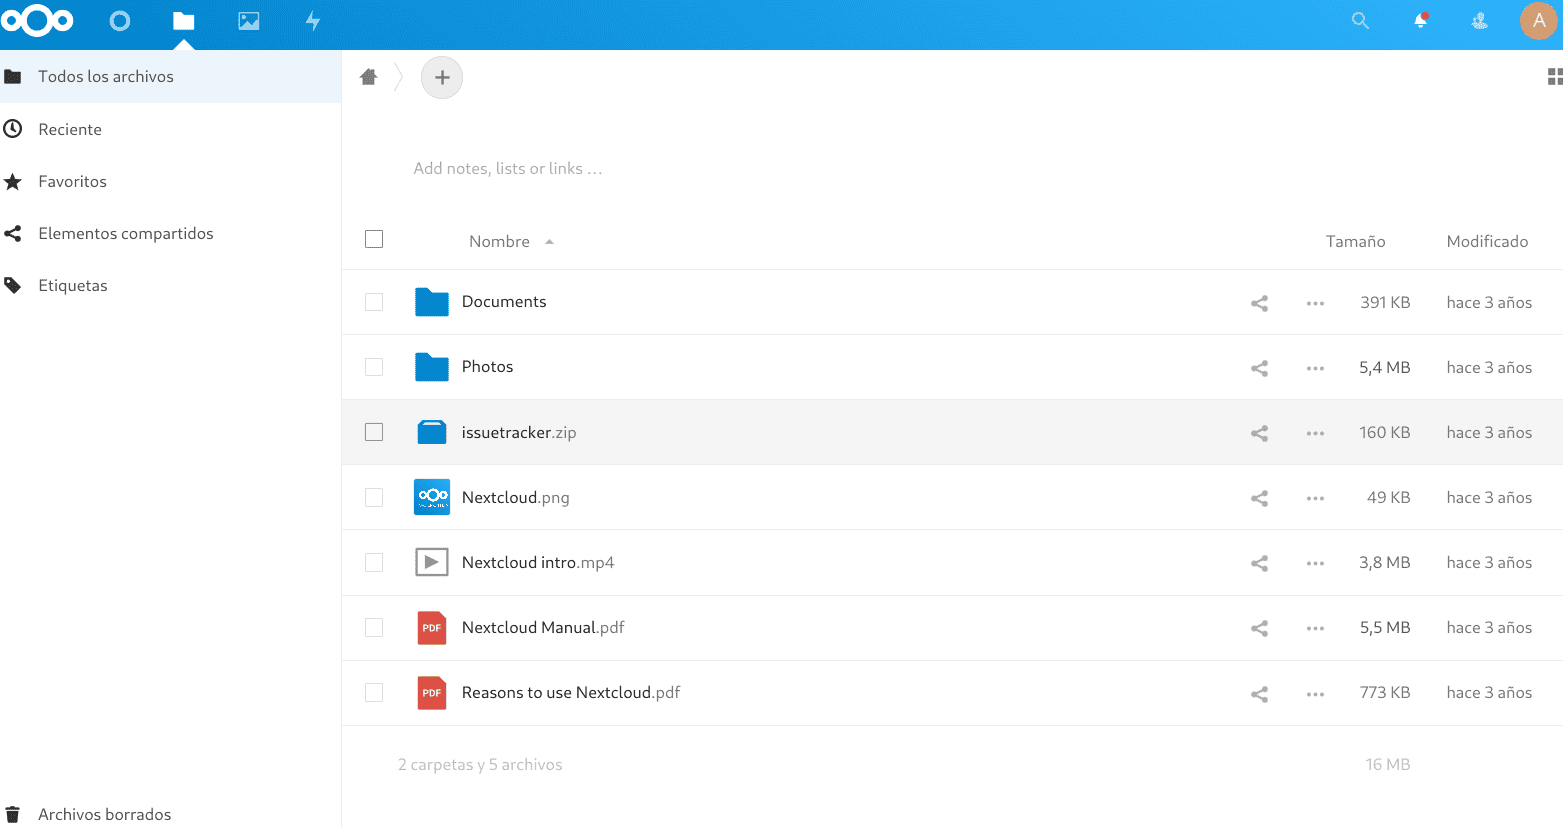 A
Todos los archivos
Reciente
Favoritos
Elementos compartidos
Etiquetas
Archivos borrados
Add notes, lists or links ...
Nombre Tamaño Modificado
Documents 391 KB hace 3 años
Photos 5,4 MB hace 3 años
issuetracker.zip 160 KB hace 3 años
Nextcloud.png 49 KB hace 3 años
Nextcloud intro.mp4 3,8 MB hace 3 años
PDF Nextcloud Manual.pdf 5,5 MB hace 3 años
PDF Reasons to use Nextcloud.pdf 773 KB hace 3 años
2 carpetas y 5 archivos 16 MB